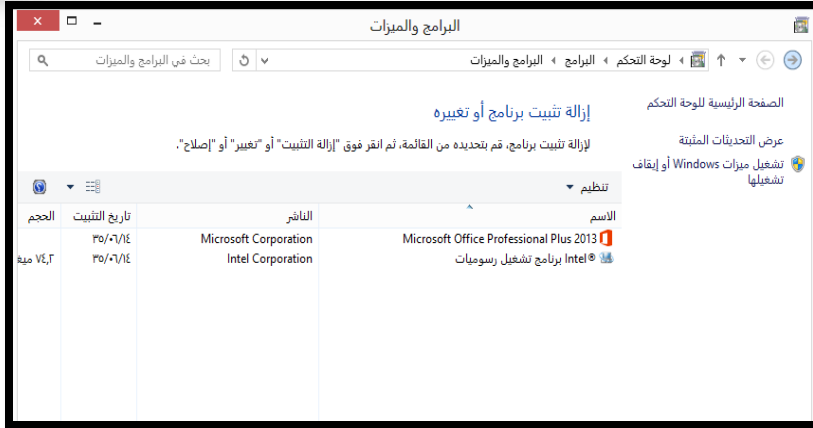 البرامج والميزات
لوحة التحكم ‹ البرامج ‹ البرامج والميزات
بحث في البرامج والميزات
الصفحة الرئيسية للوحة التحكم
عرض التحديثات المثبتة
تشغيل ميزات Windows أو إيقاف
تشغيلها
إزالة تثبيت برنامج أو تغييره
لإزالة تثبيت برنامج، قم بتحديده من القائمة، ثم انقر فوق "إزالة التثبيت" أو "تغيير" أو "إصلاح".
تنظيم
الاسم الناشر تاريخ التثبيت الحجم
Microsoft Office Professional Plus 2013 Microsoft Corporation ٣٥/٠٦/١٤
برنامج تشغيل رسوميات Intel® Intel Corporation ٣٥/٠٦/١٤ ٧٤,٢ ميغ